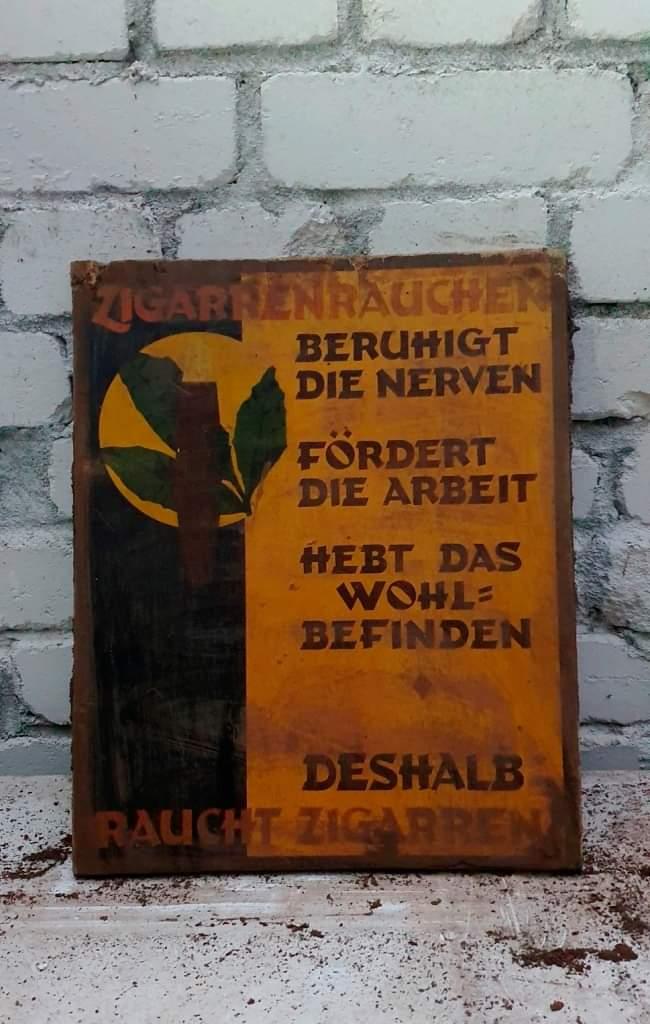 ZIGARRENRAUCHEN
BERUHIGT
DIE NERVEN
FÖRDERT
DIE ARBEIT
HEBT DAS
WOHL=
BEFINDEN
DESHALB
RAUCHT ZIGARREN